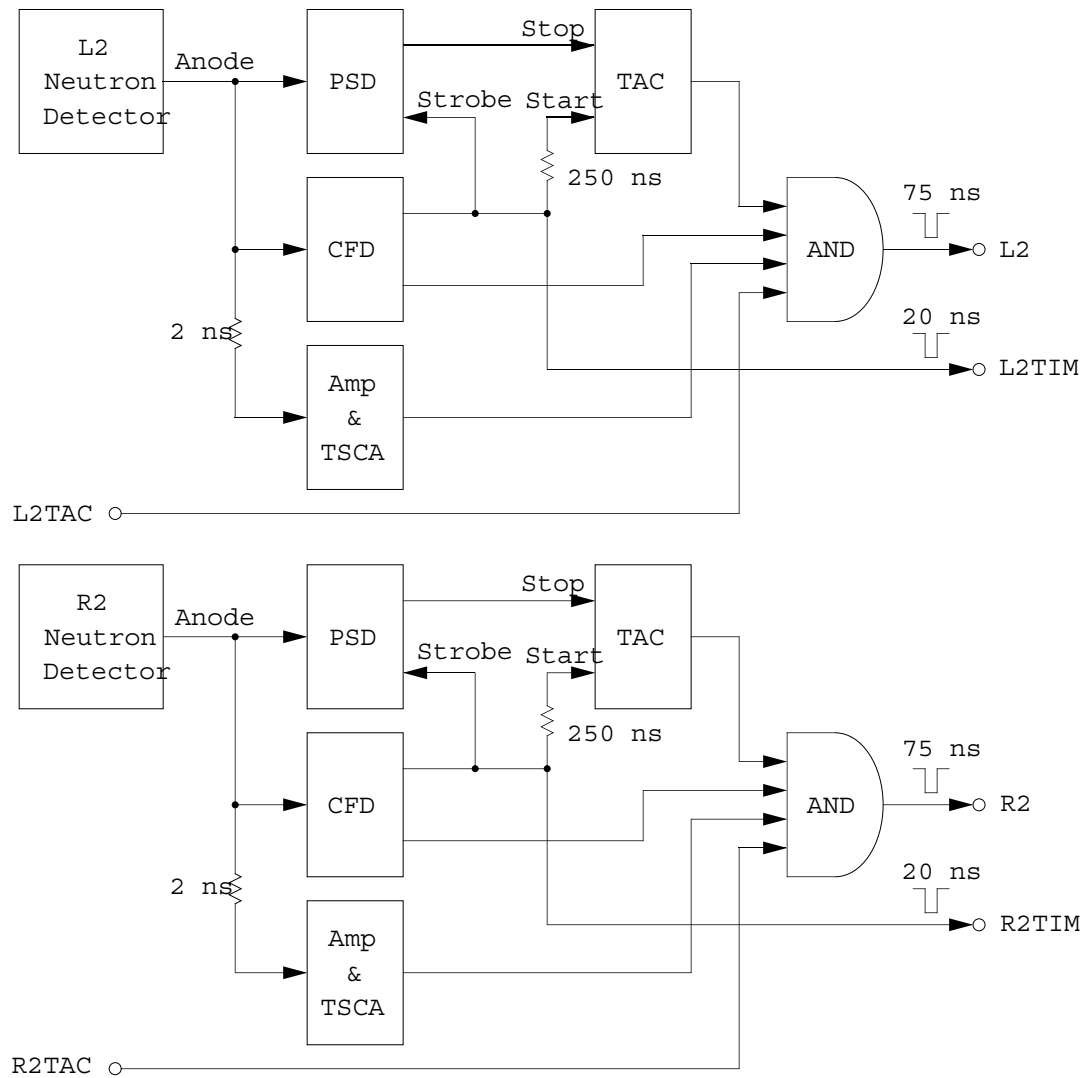 L2
Neutron
Detector
Anode
PSD
Stop
Strobe
Start
TAC
250 ns
CFD
2 ns
Amp
&
TSCA
AND
75 ns
L2
20 ns
L2TIM
L2TAC
R2
Neutron
Detector
Anode
PSD
Stop
Strobe
Start
TAC
250 ns
CFD
2 ns
Amp
&
TSCA
AND
75 ns
R2
20 ns
R2TIM
R2TAC